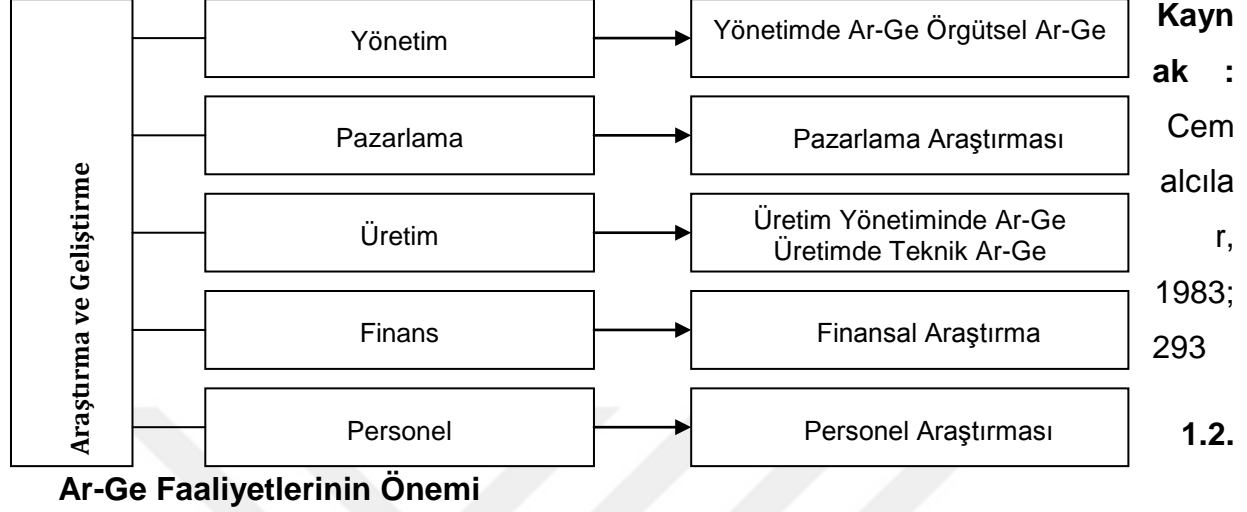 Araştırma ve Geliştirme
Yönetim
Yönetimde Ar-Ge Örgütsel Ar-Ge
Pazarlama
Pazarlama Araştırması
Üretim
Üretim Yönetiminde Ar-Ge
Üretimde Teknik Ar-Ge
Finans
Finansal Araştırma
Personel
Personel Araştırması
Kayn
ak :
Cem
alcıla
r,
1983;
293
1.2.
Ar-Ge Faaliyetlerinin Önemi